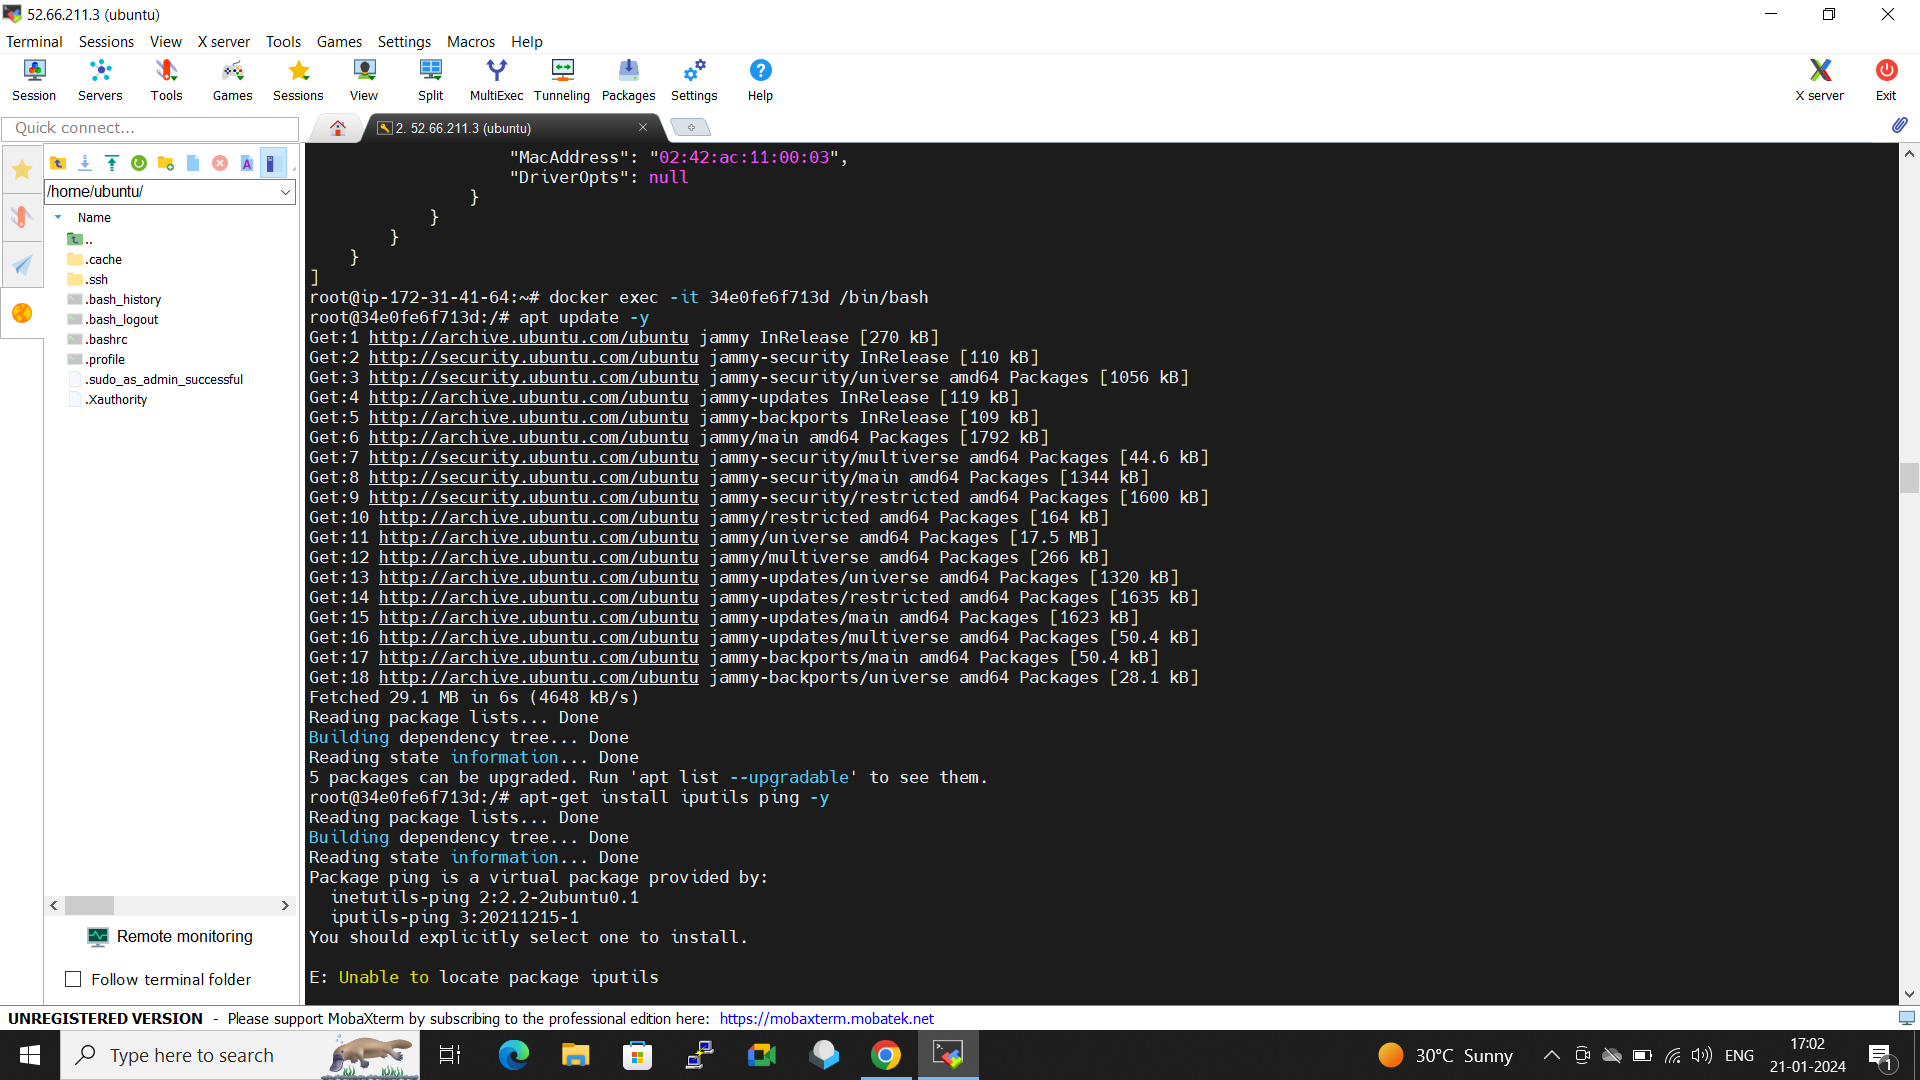 52.66.211.3 (ubuntu)
Terminal Sessions View X server Tools Games Settings Macros Help
Session Servers Tools Games Sessions View Split MultiExec Tunneling Packages Settings Help X server Exit
Quick connect...
2. 52.66.211.3 (ubuntu)
/home/ubuntu/
Name
..
.cache
.ssh
.bash_history
.bash_logout
.bashrc
.profile
.sudo_as_admin_successful
.Xauthority
Remote monitoring
Follow terminal folder
"MacAddress": "02:42:ac:11:00:03",
"DriverOpts": null
}
}
}
}
]
root@ip-172-31-41-64:~# docker exec -it 34e0fe6f713d /bin/bash
root@34e0fe6f713d:/# apt update -y
Get:1 http://archive.ubuntu.com/ubuntu jammy InRelease [270 kB]
Get:2 http://security.ubuntu.com/ubuntu jammy-security InRelease [110 kB]
Get:3 http://security.ubuntu.com/ubuntu jammy-security/universe amd64 Packages [1056 kB]
Get:4 http://archive.ubuntu.com/ubuntu jammy-updates InRelease [119 kB]
Get:5 http://archive.ubuntu.com/ubuntu jammy-backports InRelease [109 kB]
Get:6 http://archive.ubuntu.com/ubuntu jammy/main amd64 Packages [1792 kB]
Get:7 http://security.ubuntu.com/ubuntu jammy-security/multiverse amd64 Packages [44.6 kB]
Get:8 http://security.ubuntu.com/ubuntu jammy-security/main amd64 Packages [1344 kB]
Get:9 http://security.ubuntu.com/ubuntu jammy-security/restricted amd64 Packages [1600 kB]
Get:10 http://archive.ubuntu.com/ubuntu jammy/restricted amd64 Packages [164 kB]
Get:11 http://archive.ubuntu.com/ubuntu jammy/universe amd64 Packages [17.5 MB]
Get:12 http://archive.ubuntu.com/ubuntu jammy/multiverse amd64 Packages [266 kB]
Get:13 http://archive.ubuntu.com/ubuntu jammy-updates/universe amd64 Packages [1320 kB]
Get:14 http://archive.ubuntu.com/ubuntu jammy-updates/restricted amd64 Packages [1635 kB]
Get:15 http://archive.ubuntu.com/ubuntu jammy-updates/main amd64 Packages [1623 kB]
Get:16 http://archive.ubuntu.com/ubuntu jammy-updates/multiverse amd64 Packages [50.4 kB]
Get:17 http://archive.ubuntu.com/ubuntu jammy-backports/main amd64 Packages [50.4 kB]
Get:18 http://archive.ubuntu.com/ubuntu jammy-backports/universe amd64 Packages [28.1 kB]
Fetched 29.1 MB in 6s (4648 kB/s)
Reading package lists... Done
Building dependency tree... Done
Reading state information... Done
5 packages can be upgraded. Run 'apt list --upgradable' to see them.
root@34e0fe6f713d:/# apt-get install iputils ping -y
Reading package lists... Done
Building dependency tree... Done
Reading state information... Done
Package ping is a virtual package provided by:
inetutils-ping 2:2.2-2ubuntu0.1
iputils-ping 3:20211215-1
You should explicitly select one to install.
E: Unable to locate package iputils
UNREGISTERED VERSION - Please support MobaXterm by subscribing to the professional edition here: https://mobaxterm.mobatek.net
Type here to search
30°C Sunny
ENG
17:02
21-01-2024
1